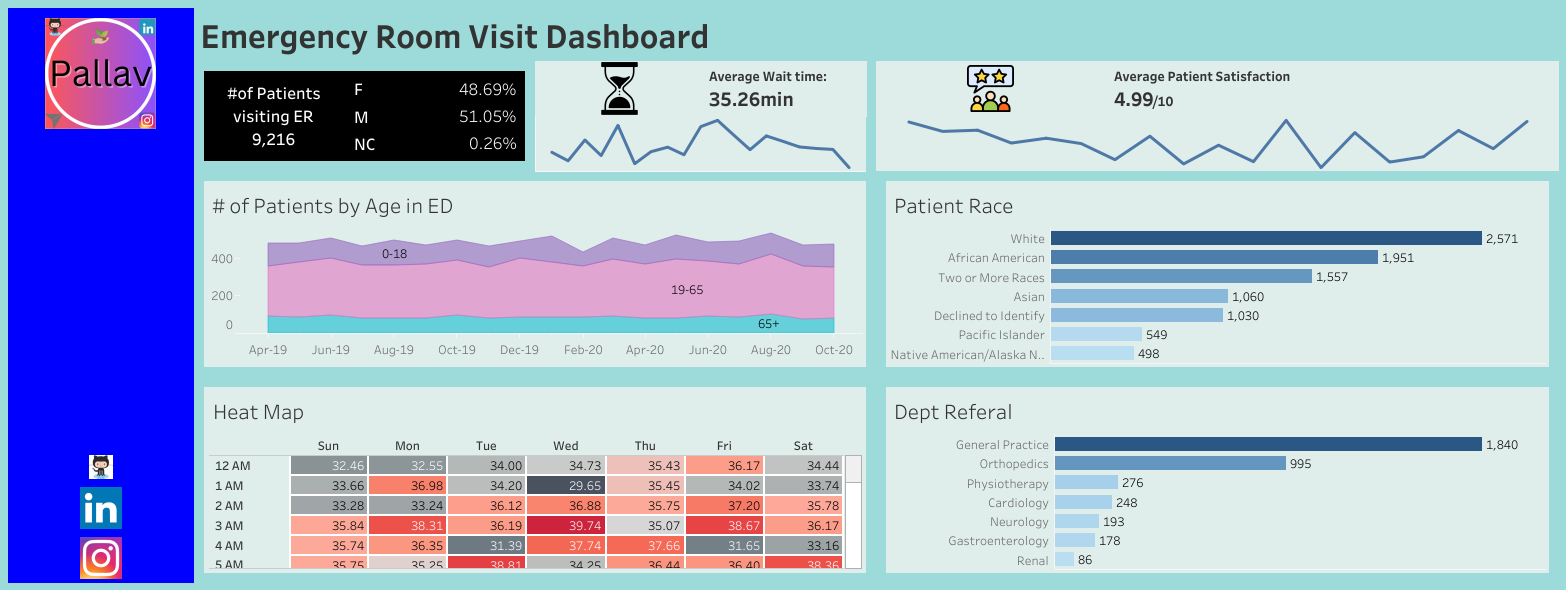 Pallav
Emergency Room Visit Dashboard
#of Patients
visiting ER
9,216
F 48.69%
M 51.05%
NC 0.26%
Average Wait time:
35.26min
Average Patient Satisfaction
4.99/10
# of Patients by Age in ED
400
200
0
0-18
19-65
65+
Apr-19 Jun-19 Aug-19 Oct-19 Dec-19 Feb-20 Apr-20 Jun-20 Aug-20 Oct-20
Patient Race
White 2,571
African American 1,951
Two or More Races 1,557
Asian 1,060
Declined to Identify 1,030
Pacific Islander 549
Native American/Alaska N.. 498
Heat Map
Sun Mon Tue Wed Thu Fri Sat
12 AM 32.46 32.55 34.00 34.73 35.43 36.17 34.44
1 AM 33.66 36.98 34.20 29.65 35.45 34.02 33.74
2 AM 33.28 33.24 36.12 36.88 35.75 37.20 35.78
3 AM 35.84 38.31 36.19 39.74 35.07 38.67 36.17
4 AM 35.74 36.35 31.39 37.74 37.66 31.65 33.16
5 AM 35.75 35.25 38.81 34.25 36.44 36.40 38.36
Dept Referal
General Practice 1,840
Orthopedics 995
Physiotherapy 276
Cardiology 248
Neurology 193
Gastroenterology 178
Renal 86
in
in